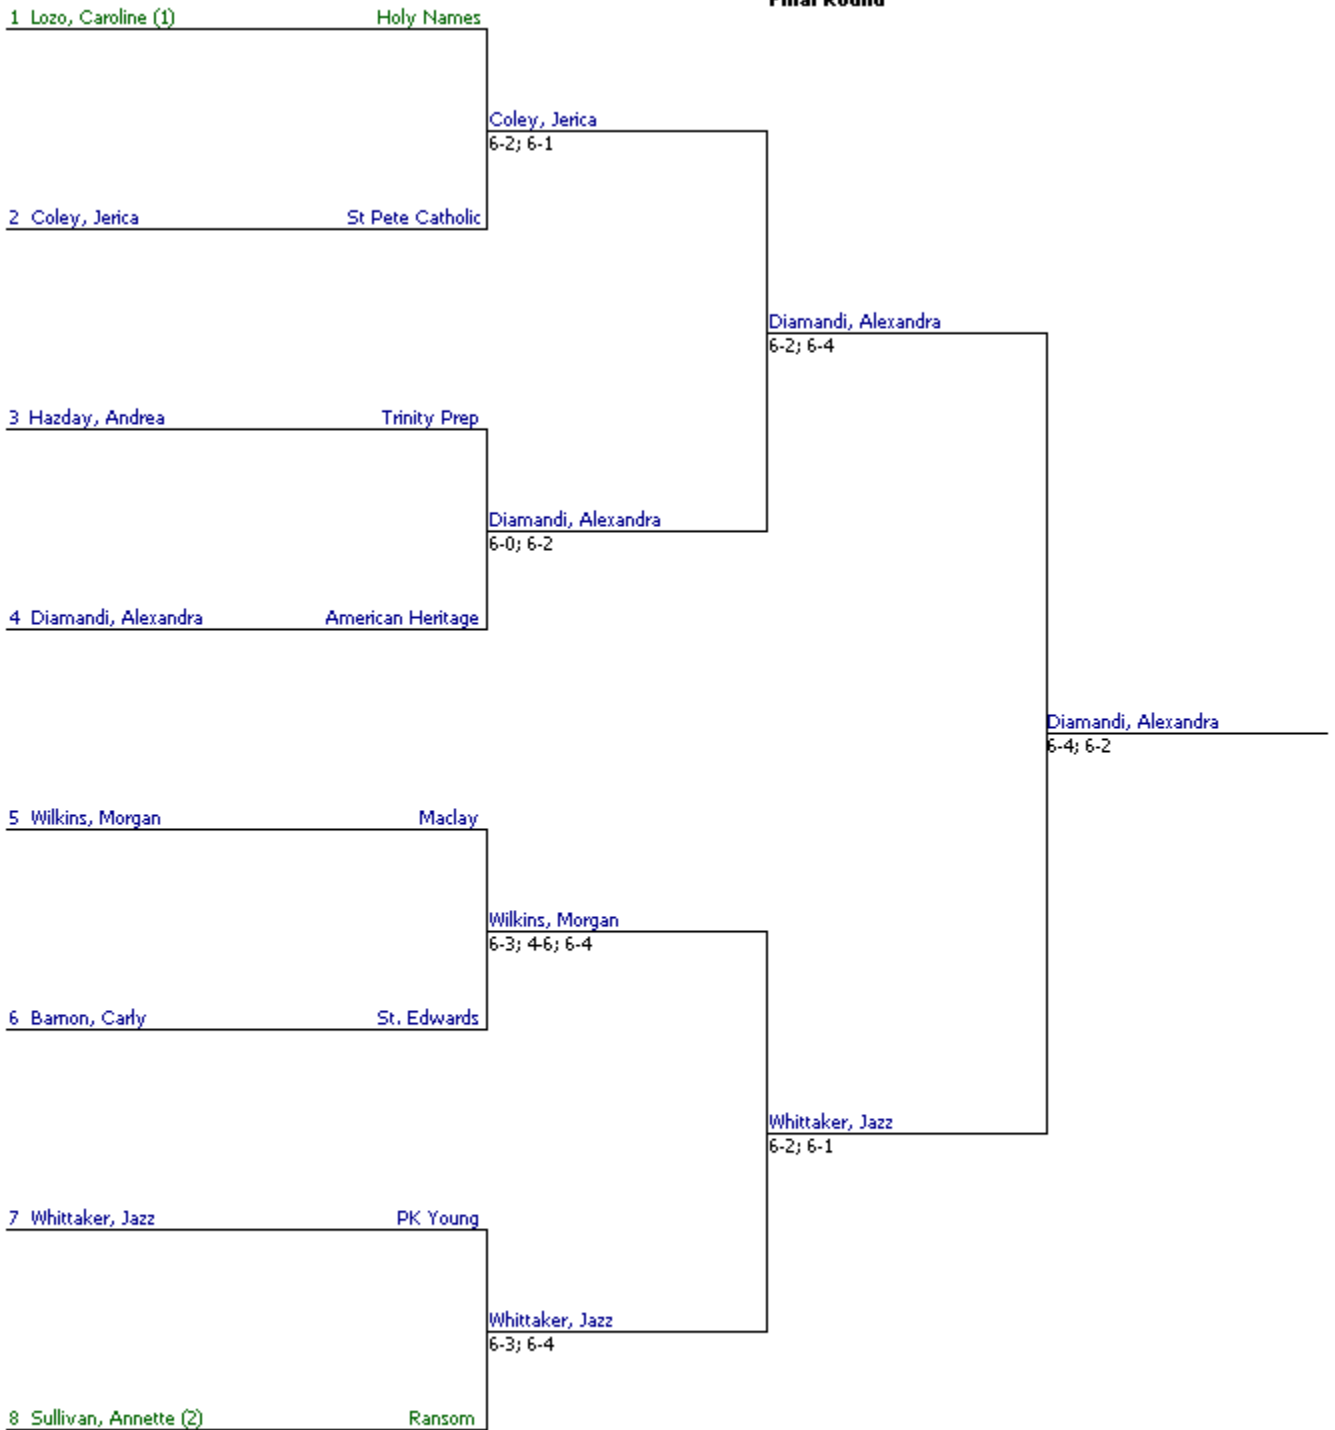 Final Round
1 Lozo, Caroline (1) Holy Names
Coley, Jerica
6-2; 6-1
2 Coley, Jerica St Pete Catholic
Diamandi, Alexandra
6-2; 6-4
3 Hazday, Andrea Trinity Prep
Diamandi, Alexandra
6-0; 6-2
4 Diamandi, Alexandra American Heritage
Diamandi, Alexandra
6-4; 6-2
5 Wilkins, Morgan Maclay
Wilkins, Morgan
6-3; 4-6; 6-4
6 Barnon, Carly St. Edwards
Whittaker, Jazz
6-2; 6-1
7 Whittaker, Jazz PK Young
Whittaker, Jazz
6-3; 6-4
8 Sullivan, Annette (2) Ransom